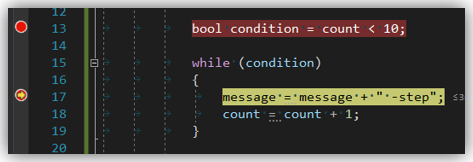 12
13 bool condition = count < 10;
14
15 while (condition)
16 {
17 message = message + " -step"; ≤3
18 count = count + 1;
19 }
20